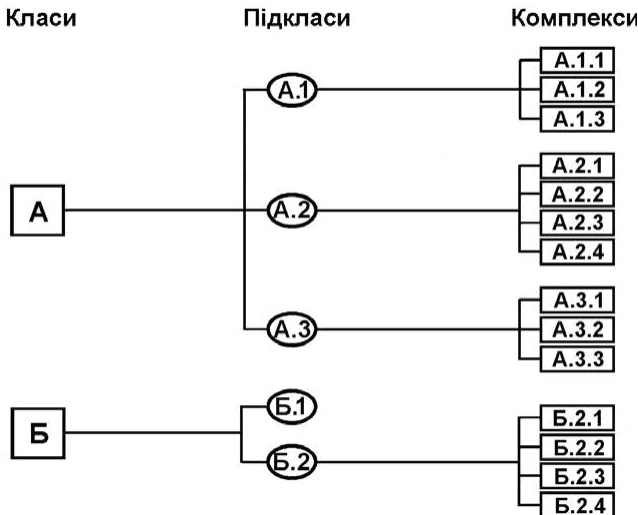 Класи Підкласи Комплекси
А.1.1
А.1 А.1.2
А.1.3
А.2.1
А.2.2
А А.2
А.2.3
А.2.4
А.3.1
А.3 А.3.2
А.3.3
Б.1
Б.2.1
Б
Б.2.2
Б.2
Б.2.3
Б.2.4